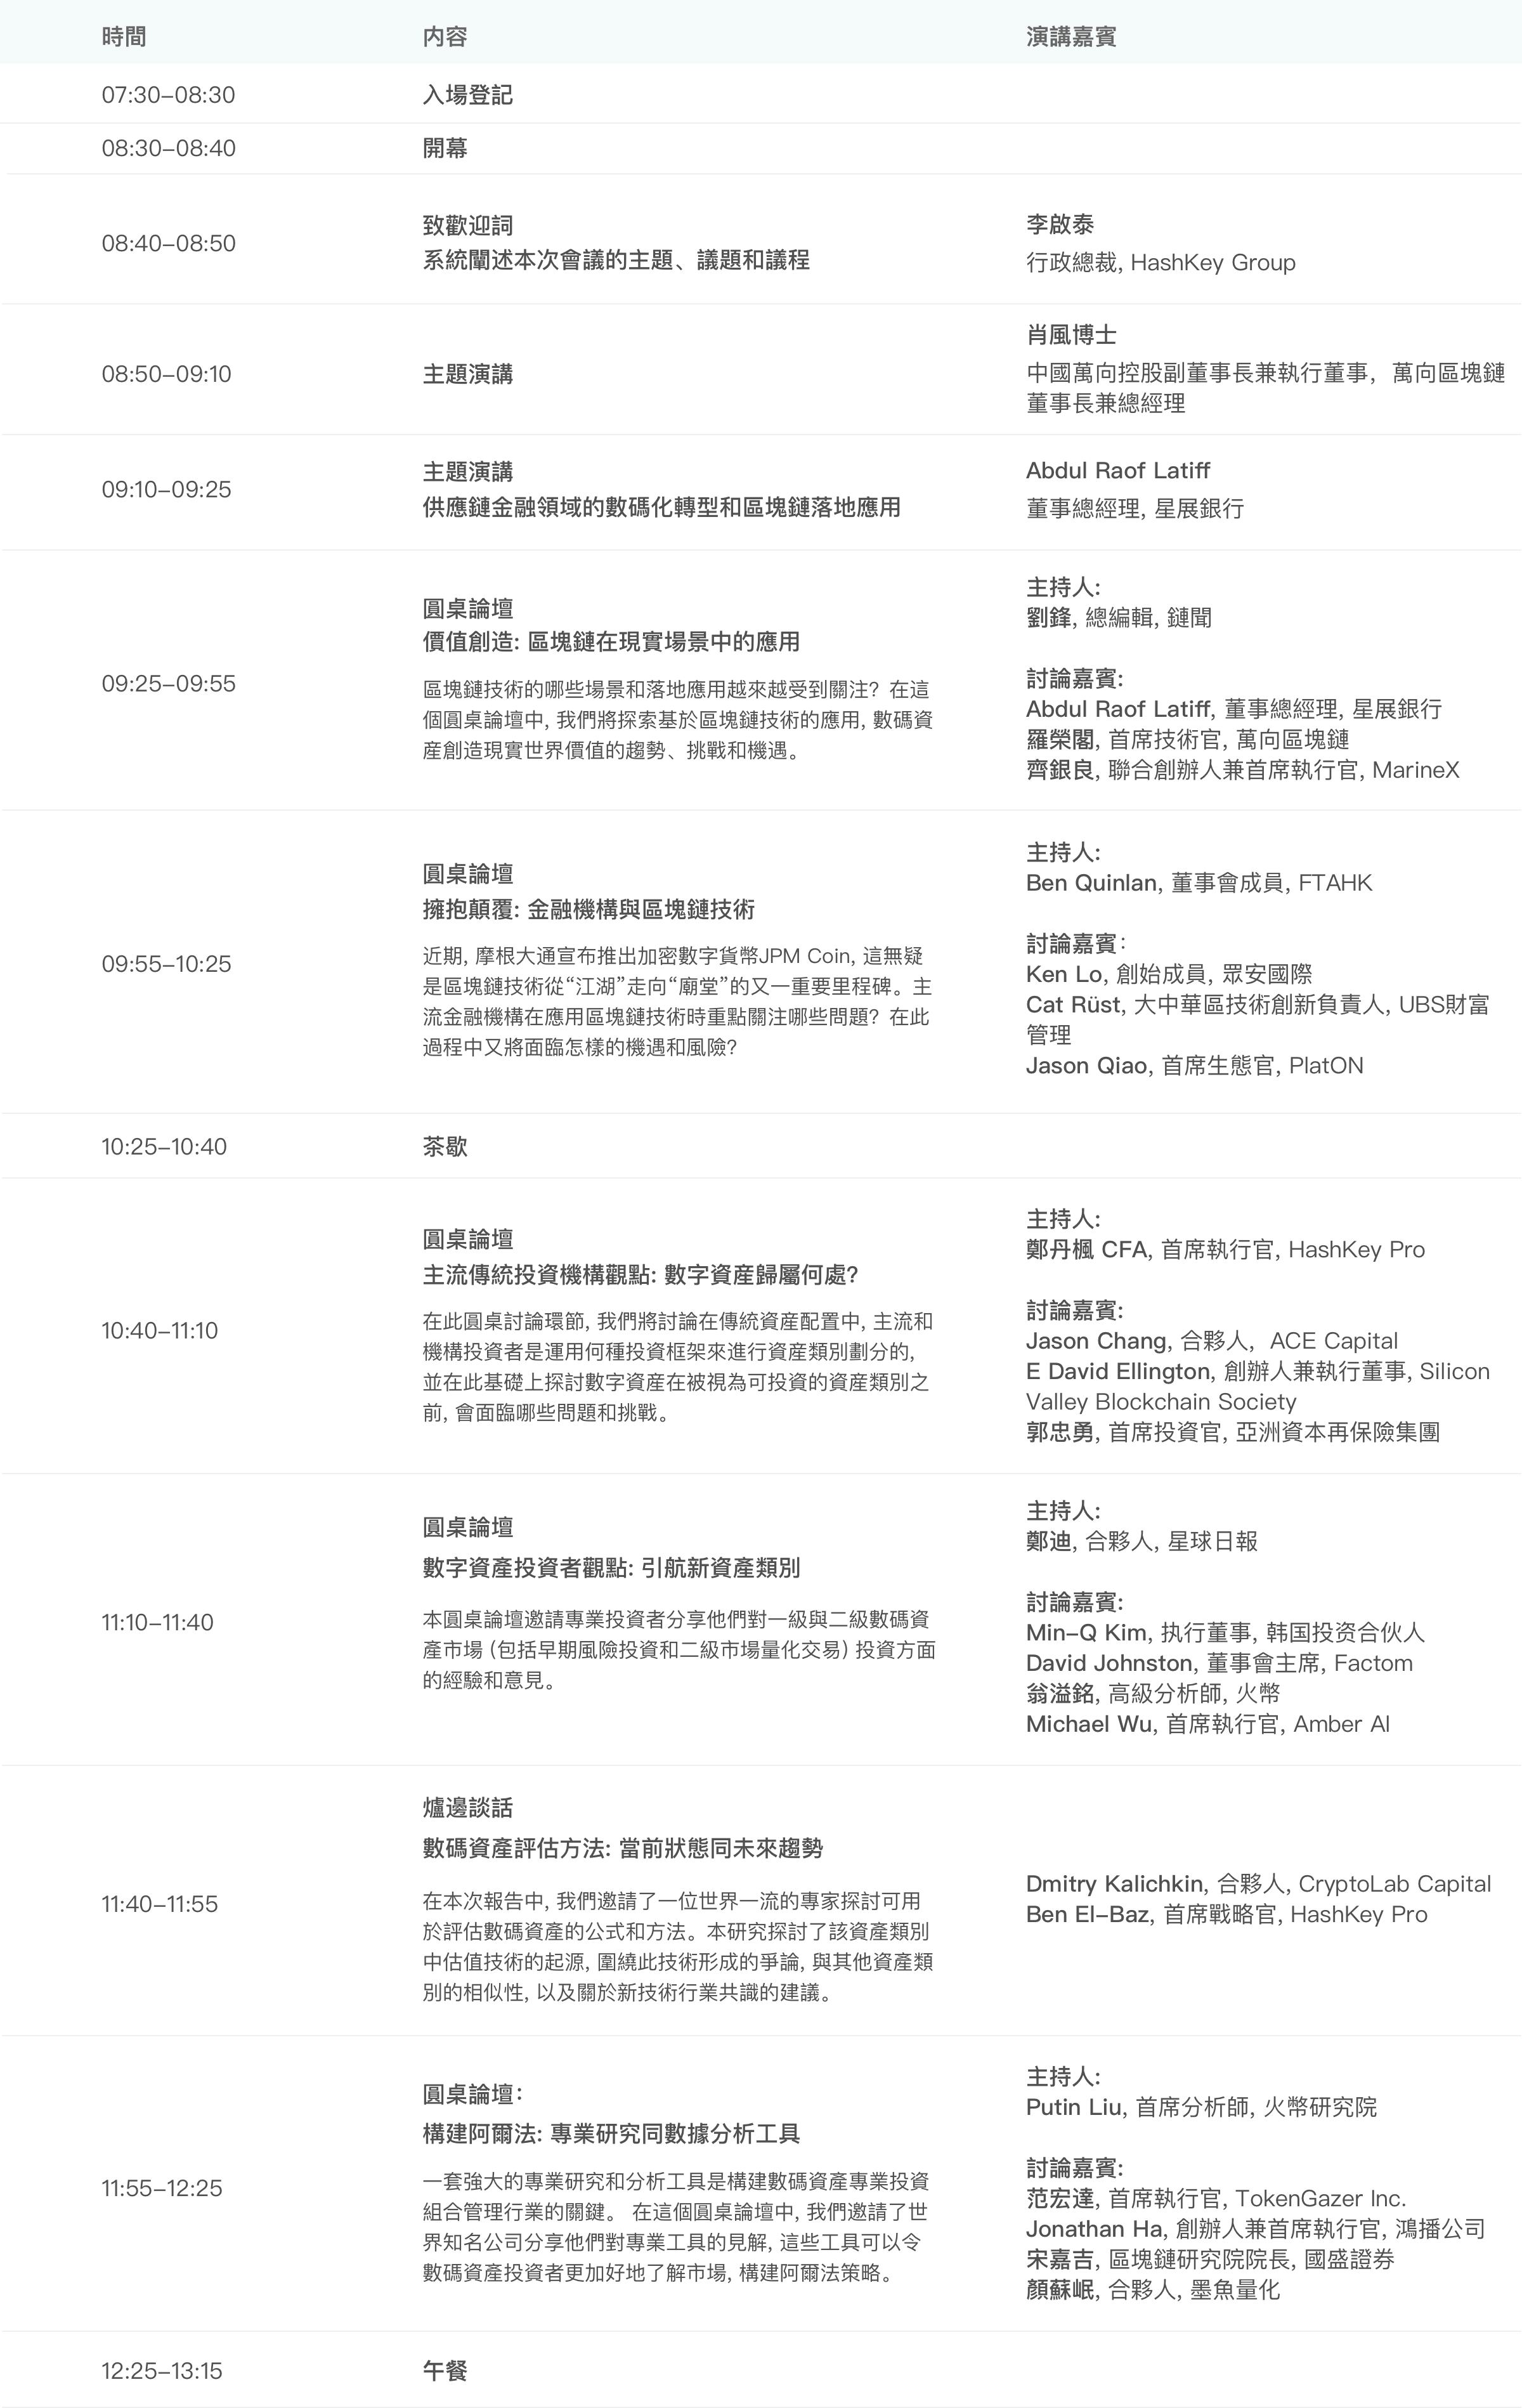 時間 内容 演講嘉賓
07:30–08:30 入場登記
08:30–08:40 開幕
08:40–08:50
致歡迎詞
系統闡述本次會議的主題、議題和議程
李啟泰
行政總裁, HashKey Group
08:50–09:10
主題演講
肖風博士
中國萬向控股副董事長兼執行董事，萬向區塊鏈
董事長兼總經理
09:10–09:25
主題演講
供應鏈金融領域的數碼化轉型和區塊鏈落地應用
Abdul Raof Latiff
董事總經理, 星展銀行
09:25–09:55
圓桌論壇
價值創造: 區塊鏈在現實場景中的應用
區塊鏈技術的哪些場景和落地應用越來越受到關注？在這
個圓桌論壇中, 我們將探索基於區塊鏈技術的應用, 數碼資
産創造現實世界價值的趨勢、挑戰和機遇。
主持人:
劉鋒, 總編輯, 鏈聞
討論嘉賓:
Abdul Raof Latiff, 董事總經理, 星展銀行
羅榮閣, 首席技術官, 萬向區塊鏈
齊銀良, 聯合創辦人兼首席執行官, MarineX
09:55–10:25
圓桌論壇
擁抱顛覆: 金融機構與區塊鏈技術
近期, 摩根大通宣布推出加密數字貨幣JPM Coin, 這無疑
是區塊鏈技術從“江湖”走向“廟堂”的又一重要里程碑。主
流金融機構在應用區塊鏈技術時重點關注哪些問題？在此
過程中又將面臨怎樣的機遇和風險?
主持人:
Ben Quinlan, 董事會成員, FTAHK
討論嘉賓：
Ken Lo, 創始成員, 眾安國際
Cat Rüst, 大中華區技術創新負責人, UBS財富
管理
Jason Qiao, 首席生態官, PlatON
10:25–10:40 茶歇
10:40–11:10
圓桌論壇
主流傳統投資機構觀點: 數字資産歸屬何處?
在此圓桌討論環節, 我們將討論在傳統資産配置中, 主流和
機構投資者是運用何種投資框架來進行資産類別劃分的,
並在此基礎上探討數字資産在被視為可投資的資産類別之
前, 會面臨哪些問題和挑戰。
主持人:
鄭丹楓 CFA, 首席執行官, HashKey Pro
討論嘉賓:
Jason Chang, 合夥人,  ACE Capital
E David Ellington, 創辦人兼執行董事, Silicon
Valley Blockchain Society
郭忠勇, 首席投資官, 亞洲資本再保險集團
11:10–11:40
圓桌論壇
數字資產投資者觀點: 引航新資產類別
本圓桌論壇邀請專業投資者分享他們對一級與二級數碼資
產市場 (包括早期風險投資和二級市場量化交易) 投資方面
的經驗和意見。
主持人:
鄭迪, 合夥人, 星球日報
討論嘉賓:
Min–Q Kim, 执行董事, 韩国投资合伙人
David Johnston, 董事會主席, Factom
翁溢銘, 高級分析師, 火幣
Michael Wu, 首席執行官, Amber AI
11:40–11:55
爐邊談話
數碼資產評估方法: 當前狀態同未來趨勢
在本次報告中, 我們邀請了一位世界一流的專家探討可用
於評估數碼資產的公式和方法。本研究探討了該資產類別
中估值技術的起源, 圍繞此技術形成的爭論, 與其他資產類
別的相似性, 以及關於新技術行業共識的建議。
Dmitry Kalichkin, 合夥人, CryptoLab Capital
Ben El–Baz, 首席戰略官, HashKey Pro
11:55–12:25
圓桌論壇：
構建阿爾法: 專業研究同數據分析工具
一套強大的專業研究和分析工具是構建數碼資產專業投資
組合管理行業的關鍵。 在這個圓桌論壇中, 我們邀請了世
界知名公司分享他們對專業工具的見解, 這些工具可以令
數碼資產投資者更加好地了解市場, 構建阿爾法策略。
主持人:
Putin Liu, 首席分析師, 火幣研究院
討論嘉賓:
范宏達, 首席執行官, TokenGazer Inc.
Jonathan Ha, 創辦人兼首席執行官, 鴻播公司
宋嘉吉, 區塊鏈研究院院長, 國盛證券
顏蘇岷, 合夥人, 墨魚量化
12:25–13:15 午餐